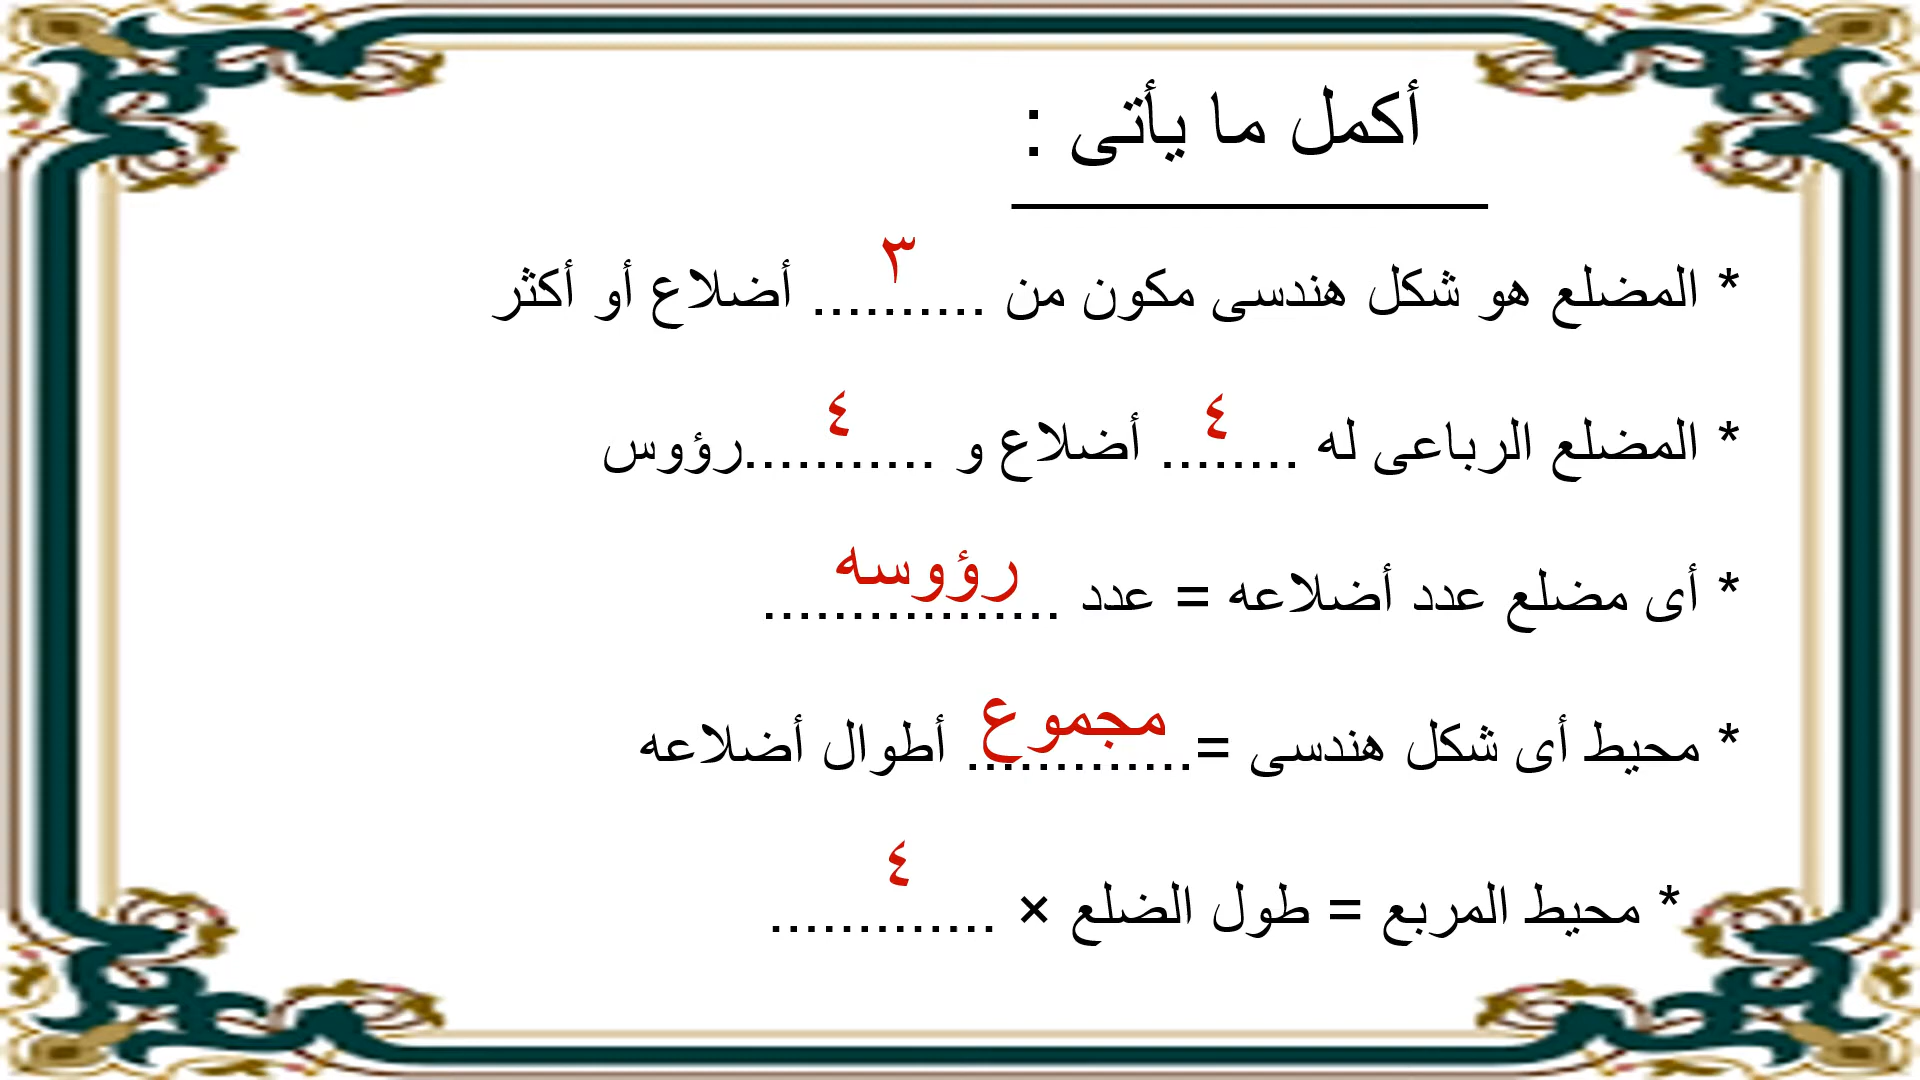 أكمل ما يأتى :
* المضلع هو شكل هندسى مكون من .....٣..... أضلاع أو أكثر
* المضلع الرباعى له ....٤.... أضلاع و .....٤......رؤوس
* أى مضلع عدد أضلاعه = عدد ....رؤوسه.............
* محيط أى شكل هندسى =.مجموع............ أطوال أضلاعه
* محيط المربع = طول الضلع × .....٤........